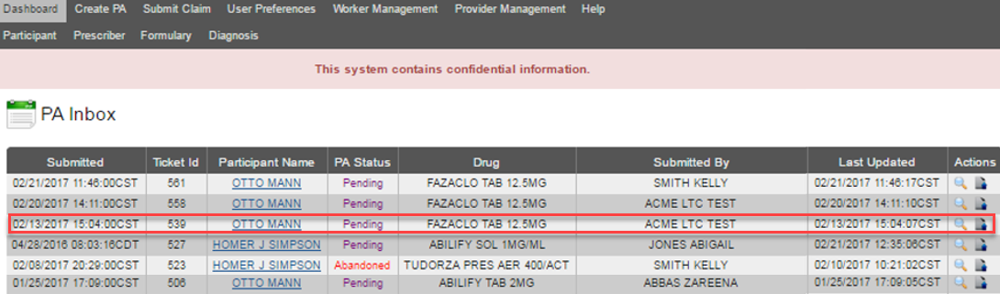 Dashboard Create PA Submit Claim User Preferences Worker Management Provider Management Help
Participant Prescriber Formulary Diagnosis
This system contains confidential information.
PA Inbox
Submitted Ticket Id Participant Name PA Status Drug Submitted By Last Updated Actions
02/21/2017 11:46:00CST 561 OTTO MANN Pending FAZACLO TAB 12.5MG SMITH KELLY 02/21/2017 11:46:17CST
02/20/2017 14:11:00CST 558 ACME LTC TEST OTTO MANN Pending FAZACLO TAB 12.5MG ACME LTC TEST 02/20/2017 14:11:10CST
02/13/2017 15:04:00CST 539 OTTO MANN Pending FAZACLO TAB 12.5MG ACME LTC TEST 02/13/2017 15:04:07CST
04/28/2016 08:03:16CDT 527 HOMER J SIMPSON Pending ABILIFY SOL 1MG/ML JONES ABIGAIL 02/21/2017 12:35:06CST
02/08/2017 20:29:00CST 523 HOMER J SIMPSON Abandoned TUDORZA PRES AER 400/ACT SMITH KELLY 02/10/2017 10:21:02CST
01/25/2017 17:09:00CST 506 OTTO MANN Pending ABILIFY TAB 2MG ABBAS ZAREENA 01/25/2017 17:09:05CST